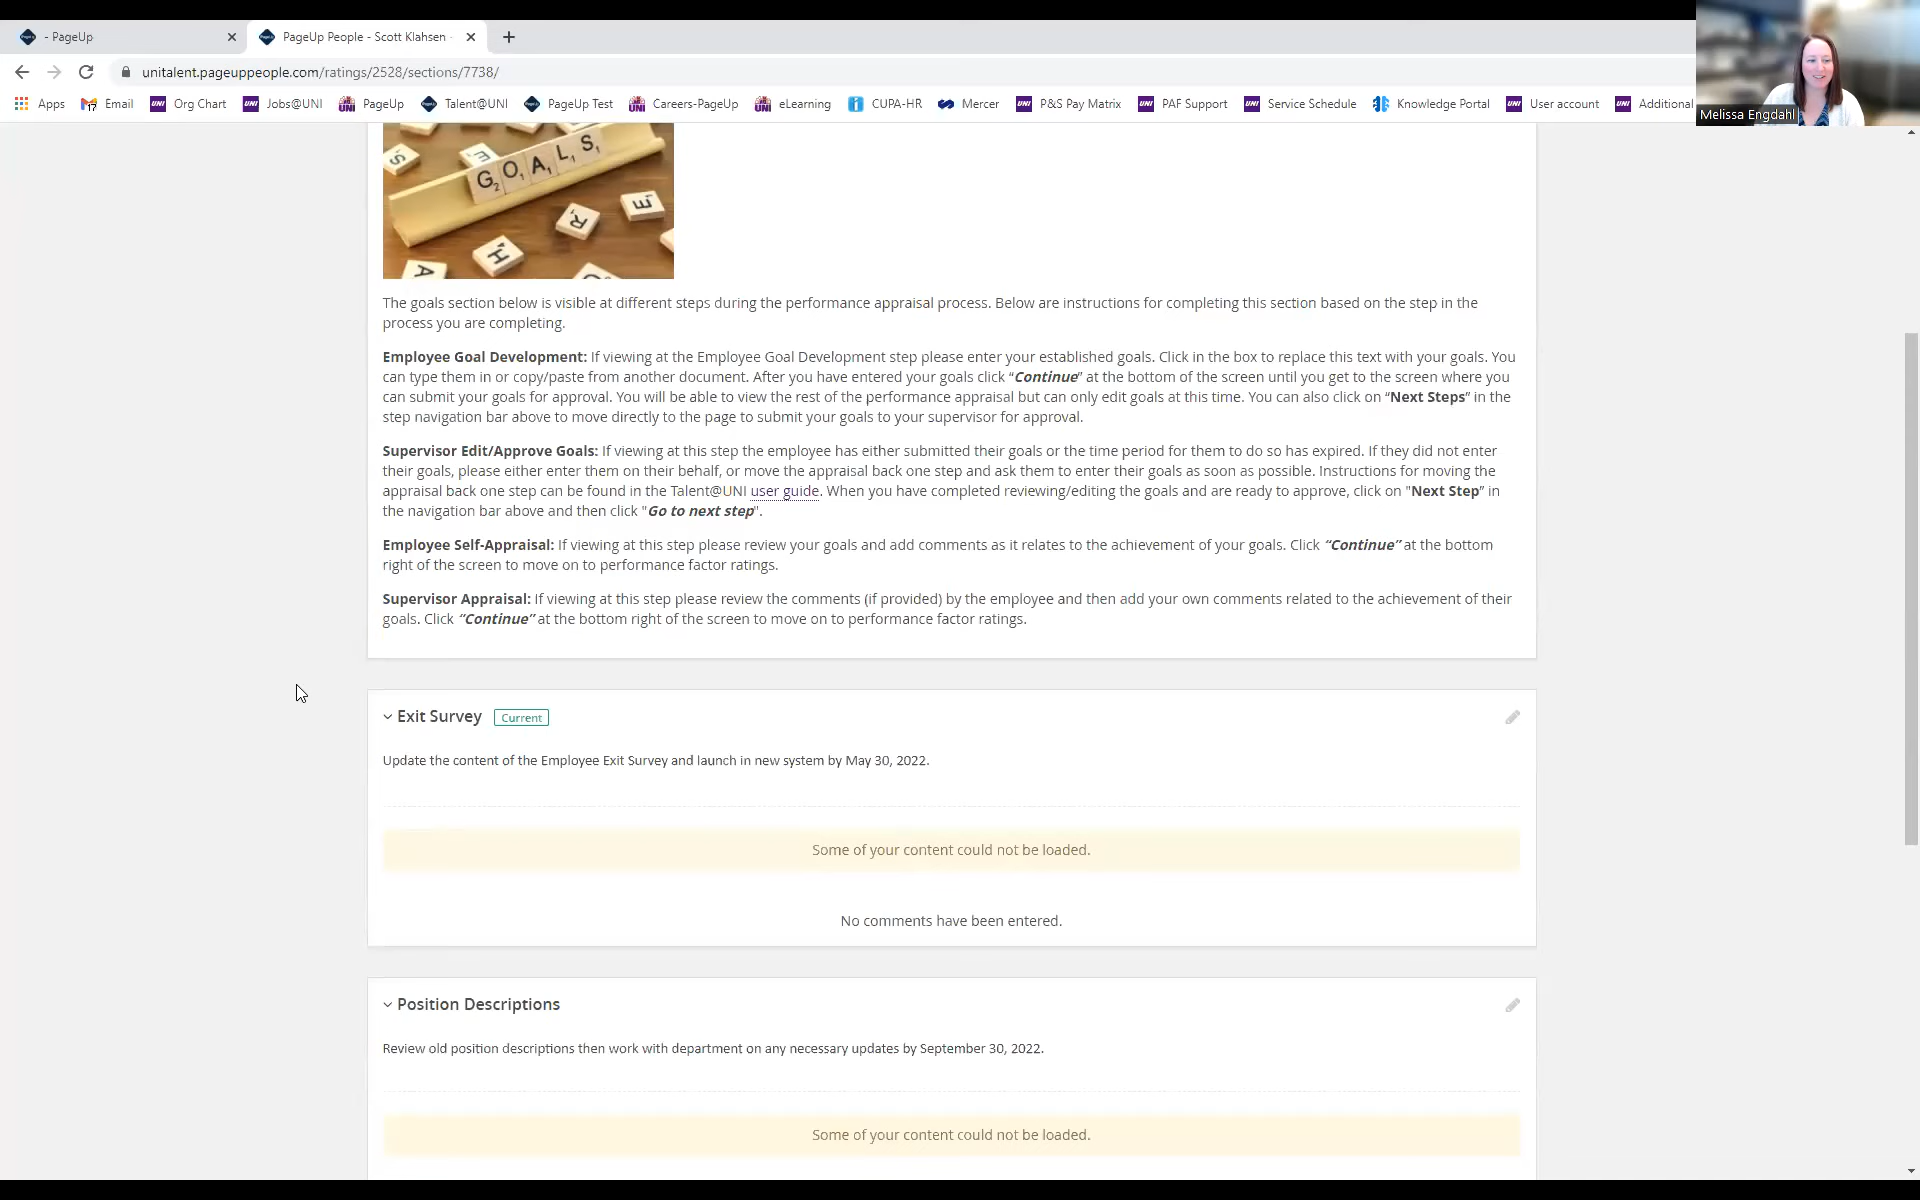 - PageUp
PageUp People - Scott Klahsen -
unitalent.pageuppeople.com/ratings/2528/sections/7738/
Apps Email Org Chart Jobs@UNI PageUp Talent@UNI PageUp Test Careers-PageUp eLearning CUPA-HR Mercer P&S Pay Matrix PAF Support Service Schedule Knowledge Portal User account Additional
Melissa Engdahl
GOALS
The goals section below is visible at different steps during the performance appraisal process. Below are instructions for completing this section based on the step in the
process you are completing.
Employee Goal Development: If viewing at the Employee Goal Development step please enter your established goals. Click in the box to replace this text with your goals. You
can type them in or copy/paste from another document. After you have entered your goals click “Continue” at the bottom of the screen until you get to the screen where you
can submit your goals for approval. You will be able to view the rest of the performance appraisal but can only edit goals at this time. You can also click on “Next Steps” in the
step navigation bar above to move directly to the page to submit your goals to your supervisor for approval.
Supervisor Edit/Approve Goals: If viewing at this step the employee has either submitted their goals or the time period for them to do so has expired. If they did not enter
their goals, please either enter them on their behalf, or move the appraisal back one step and ask them to enter their goals as soon as possible. Instructions for moving the
appraisal back one step can be found in the Talent@UNI user guide. When you have completed reviewing/editing the goals and are ready to approve, click on "Next Step” in
the navigation bar above and then click "Go to next step".
Employee Self-Appraisal: If viewing at this step please review your goals and add comments as it relates to the achievement of your goals. Click “Continue” at the bottom
right of the screen to move on to performance factor ratings.
Supervisor Appraisal: If viewing at this step please review the comments (if provided) by the employee and then add your own comments related to the achievement of their
goals. Click “Continue” at the bottom right of the screen to move on to performance factor ratings.
Exit Survey Current
Update the content of the Employee Exit Survey and launch in new system by May 30, 2022.
Some of your content could not be loaded.
No comments have been entered.
Position Descriptions
Review old position descriptions then work with department on any necessary updates by September 30, 2022.
Some of your content could not be loaded.